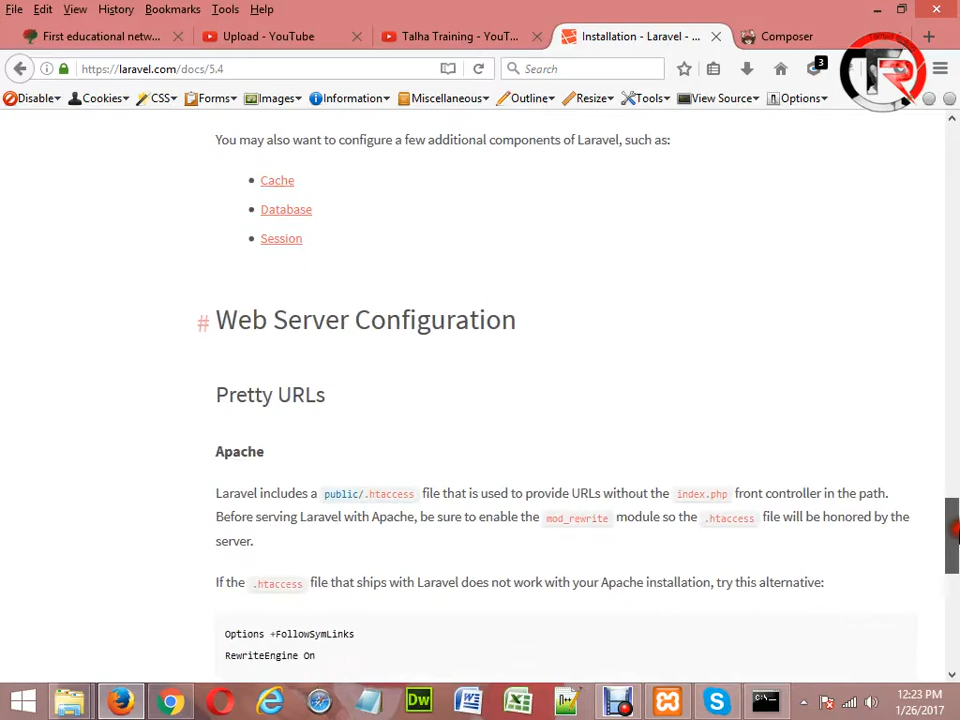 File Edit View History Bookmarks Tools Help
First educational netw...
Upload - YouTube
Talha Training - YouT...
Installation - Laravel - ...
Composer
https://laravel.com/docs/5.4
Search
3
Disable
Cookies
CSS
Forms
Images
Information
Miscellaneous
Outline
Resize
Tools
View Source
Options
You may also want to configure a few additional components of Laravel, such as:
Cache
Database
Session
# Web Server Configuration
Pretty URLs
Apache
Laravel includes a public/.htaccess file that is used to provide URLs without the index.php front controller in the path.
Before serving Laravel with Apache, be sure to enable the mod_rewrite module so the .htaccess file will be honored by the
server.
If the .htaccess file that ships with Laravel does not work with your Apache installation, try this alternative:
Options +FollowSymLinks
RewriteEngine On
Dw
12:23 PM
1/26/2017